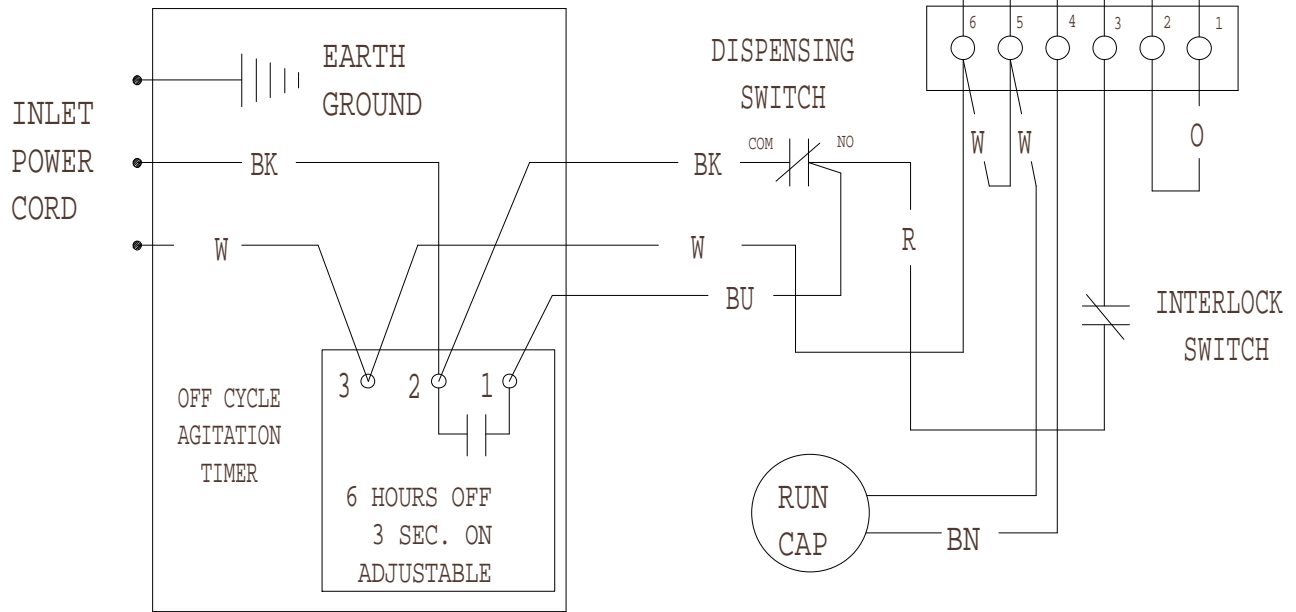 INLET
POWER
CORD
EARTH
GROUND
BK
W
OFF CYCLE
AGITATION
TIMER
3 2 1
6 HOURS OFF
3 SEC. ON
ADJUSTABLE
DISPENSING
SWITCH
COM NO
BK
W
BU
R
6 5 4 3 2 1
W W O
INTERLOCK
SWITCH
RUN
CAP
BN